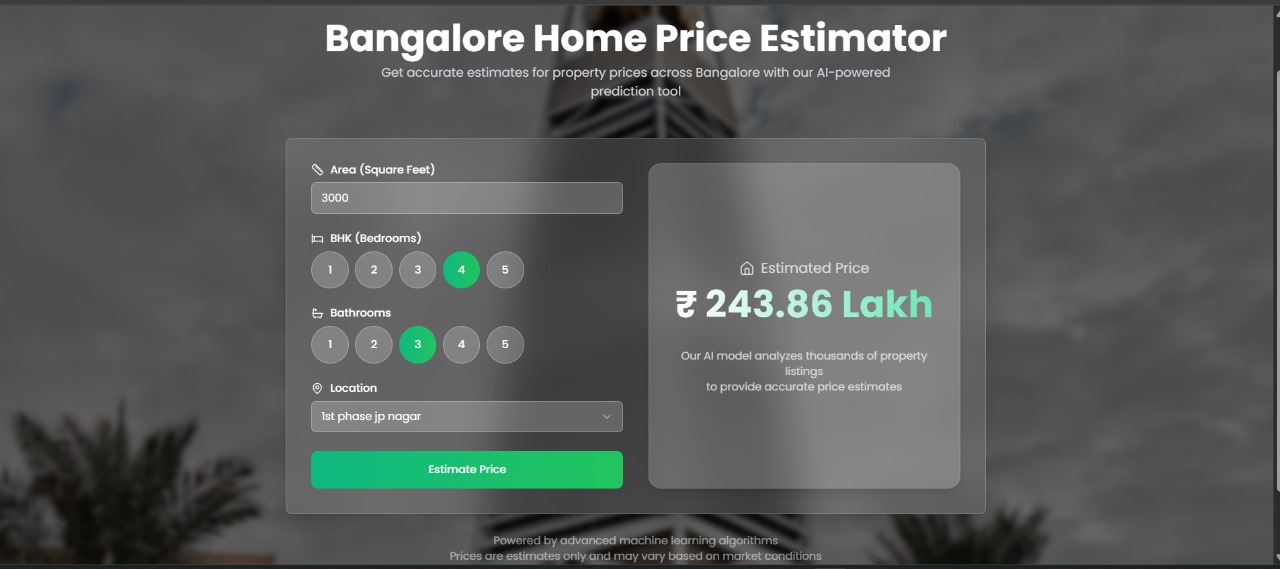 Bangalore Home Price Estimator
Get accurate estimates for property prices across Bangalore with our AI-powered
prediction tool
Area (Square Feet)
3000
BHK (Bedrooms)
1 2 3 4 5
Bathrooms
1 2 3 4 5
Location
1st phase jp nagar
Estimate Price
Estimated Price
₹ 243.86 Lakh
Our AI model analyzes thousands of property
listings
to provide accurate price estimates
Powered by advanced machine learning algorithms
Prices are estimates only and may vary based on market conditions